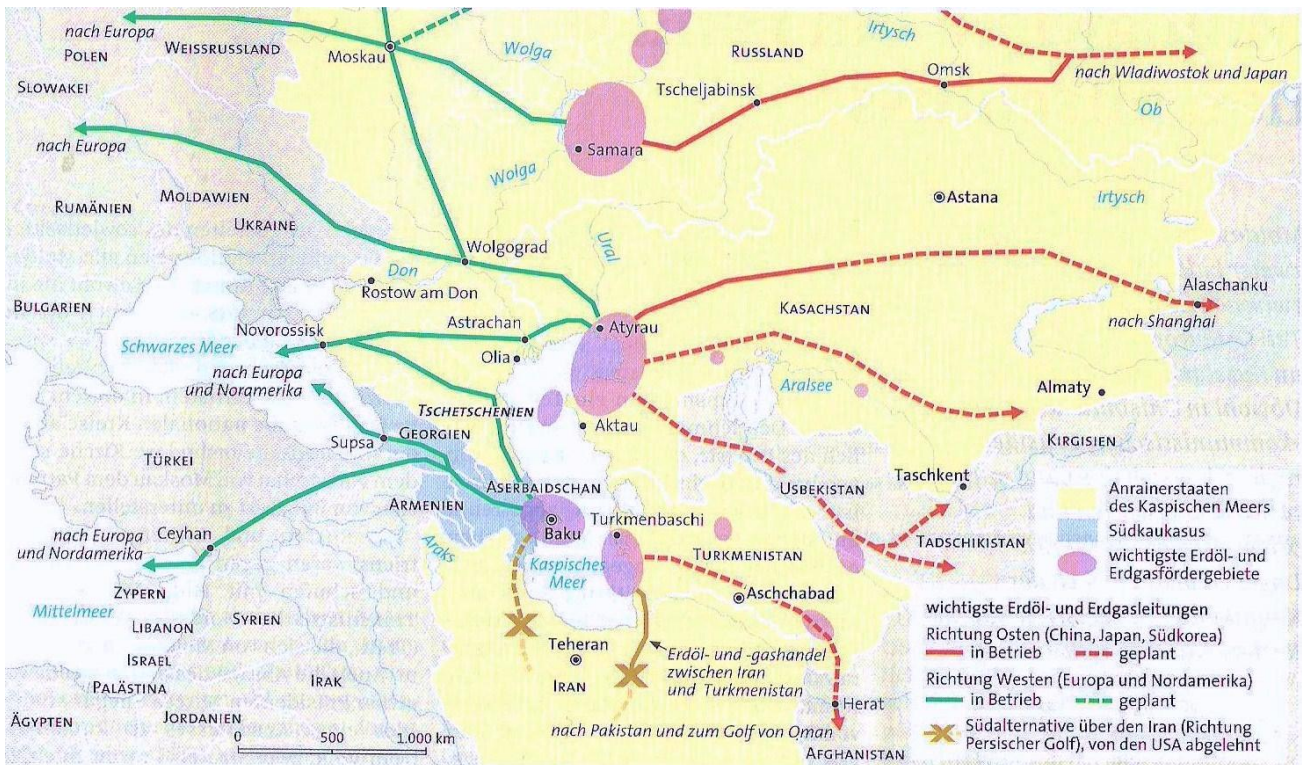 nach Europa
POLEN
WEISSRUSSLAND
Moskau
Wolga
RUSSLAND
Irtysch
nach Wladiwostok und Japan
SLOWAKEI
Tscheljabinsk
Omsk
Ob
nach Europa
Samara
Wolga
Astana
Irtysch
RUMÄNIEN
MOLDAWIEN
UKRAINE
Wolgograd
Ural
Don
Rostow am Don
BULGARIEN
Astrachan
Atyrau
KASACHSTAN
Alaschanku
nach Shanghai
Novorossisk
Schwarzes Meer
Olia
nach Europa
und Noramerika
Aralsee
Almaty
TSCHETSCHENIEN
Aktau
Supsa
GEORGIEN
KIRGISIEN
TÜRKEI
Taschkent
USBEKISTAN
ASERBAIDSCHAN
ARMENIEN
Baku
Turkmenbaschi
TURKMENISTAN
TADSCHIKISTAN
nach Europa
und Nordamerika
Ceyhan
Araks
Kaspisches
Meer
Aschchabad
ZYPERN
Mittelmeer
LIBANON
SYRIEN
Teheran
IRAN
Erdöl- und -gashandel
zwischen Iran
und Turkmenistan
ISRAEL
IRAK
PALÄSTINA
Herat
ÄGYPTEN
JORDANIEN
nach Pakistan und zum Golf von Oman
AFGHANISTAN
0 500 1.000 km
Anrainerstaaten
des Kaspischen Meers
Südkaukasus
wichtigste Erdöl- und
Erdgasfördergebiete
wichtigste Erdöl- und Erdgasleitungen
Richtung Osten (China, Japan, Südkorea)
in Betrieb geplant
Richtung Westen (Europa und Nordamerika)
in Betrieb geplant
Südalternative über den Iran (Richtung
Persischer Golf), von den USA abgelehnt